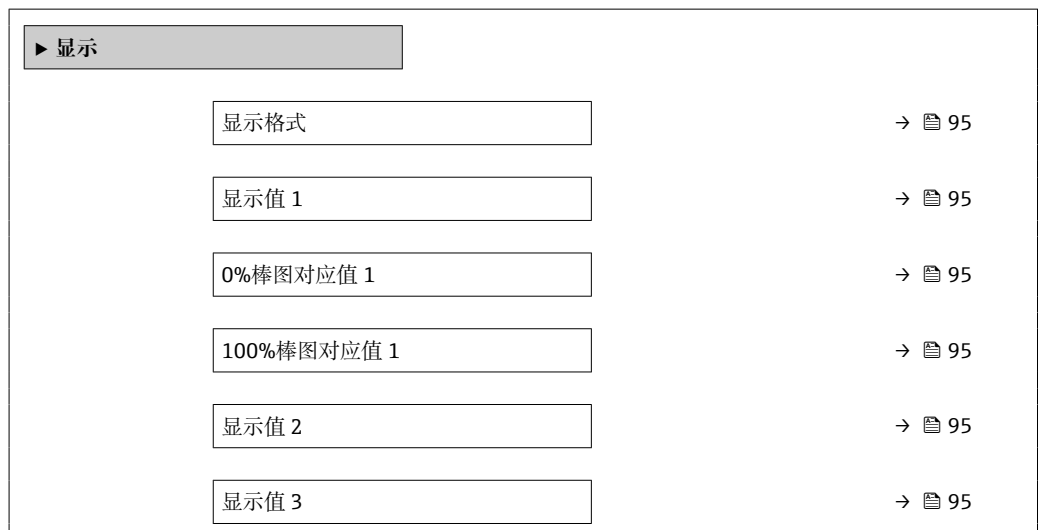 ▶ 显示
显示格式 → 🗎 95
显示值 1 → 🗎 95
0%棒图对应值 1 → 🗎 95
100%棒图对应值 1 → 🗎 95
显示值 2 → 🗎 95
显示值 3 → 🗎 95